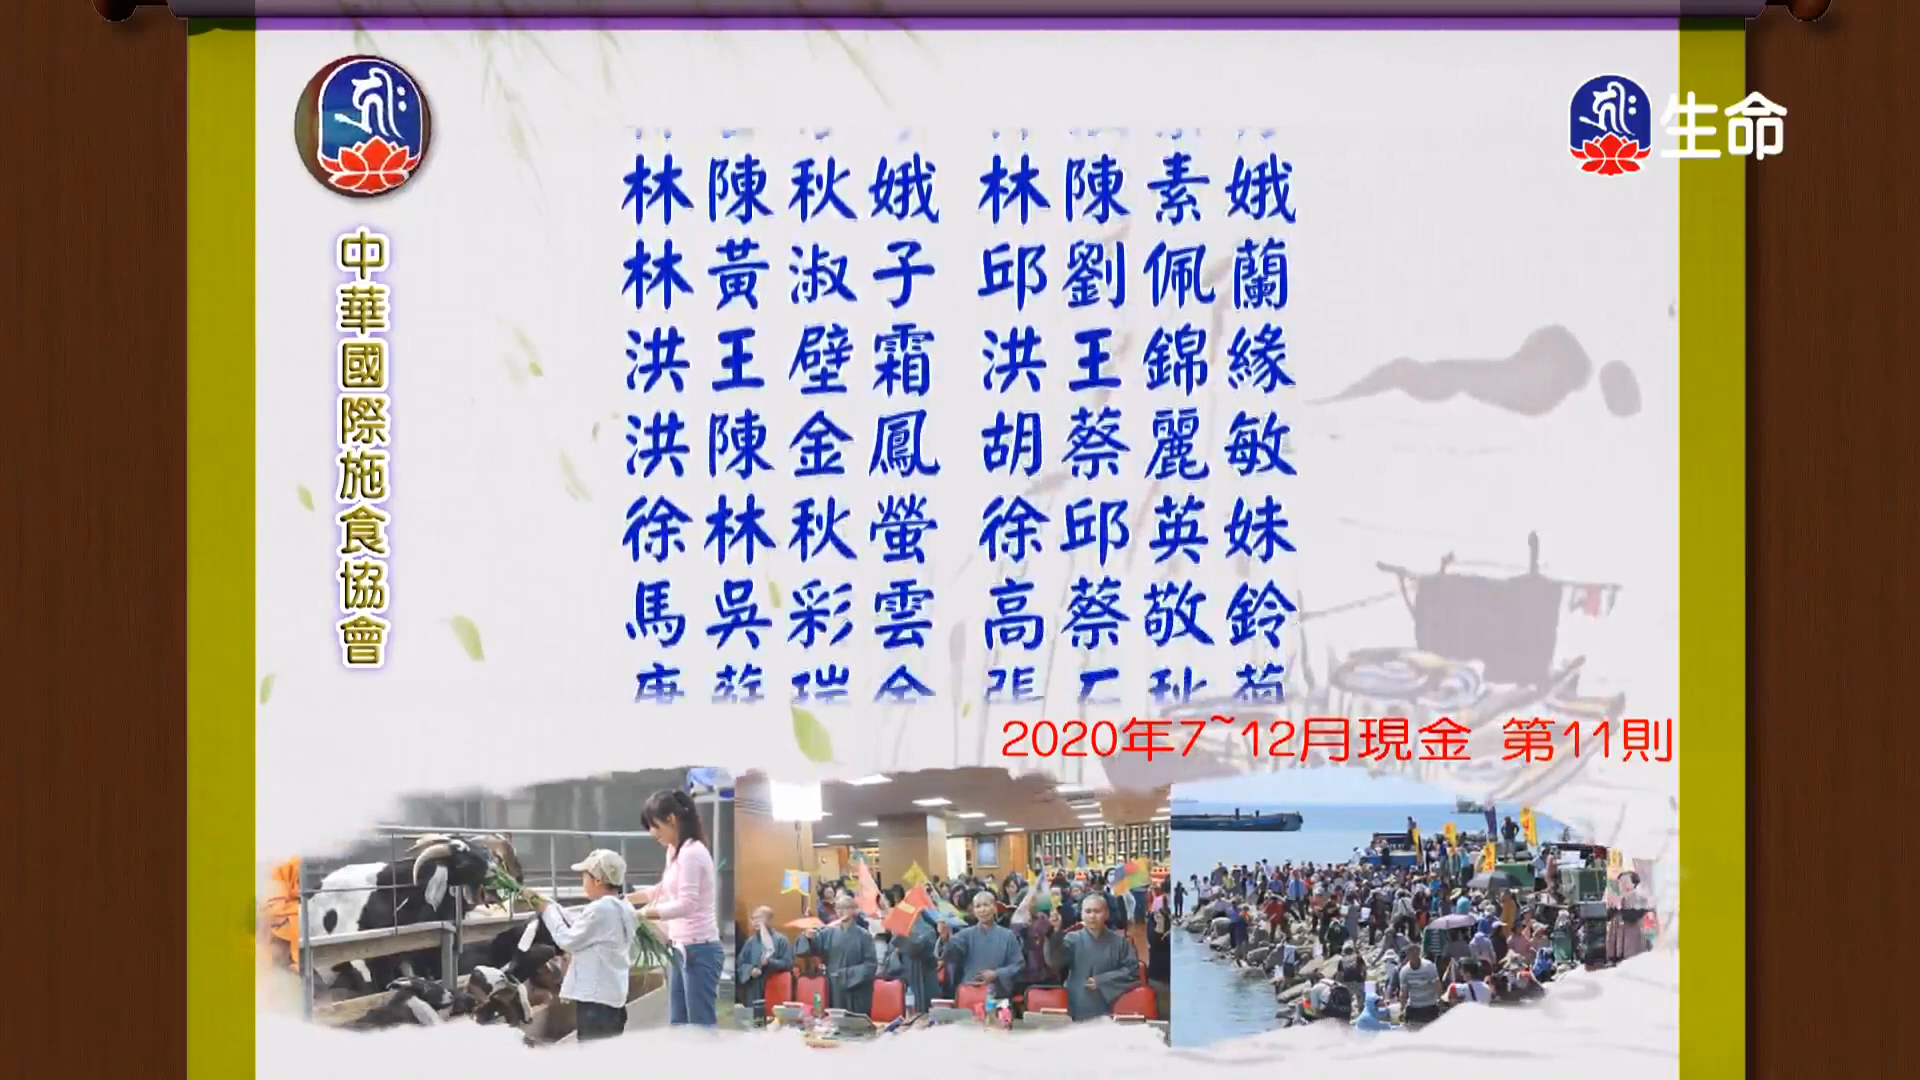 生命
中華國際施食協會
林陳秋娥 林陳素娥
林黃淑子 邱劉佩蘭
洪王壁霜 洪王錦緣
洪陳金鳳 胡蔡麗敏
徐林秋螢 徐邱英妹
馬吳彩雲 高蔡敬鈴
2020年7~12月現金 第11則